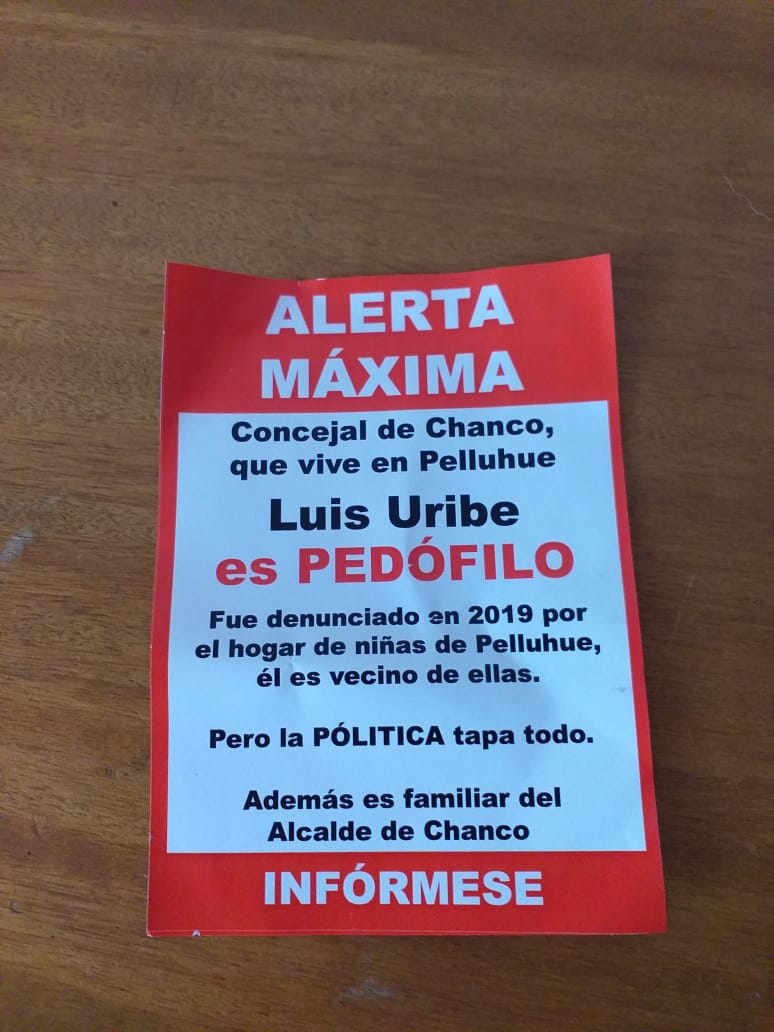 ALERTA
MÁXIMA
Concejal de Chanco,
que vive en Pelluhue
Luis Uribe
es PEDÓFILO
Fue denunciado en 2019 por
el hogar de niñas de Pelluhue,
él es vecino de ellas.
Pero la PÓLITICA tapa todo.
Además es familiar del
Alcalde de Chanco
INFÓRMESE